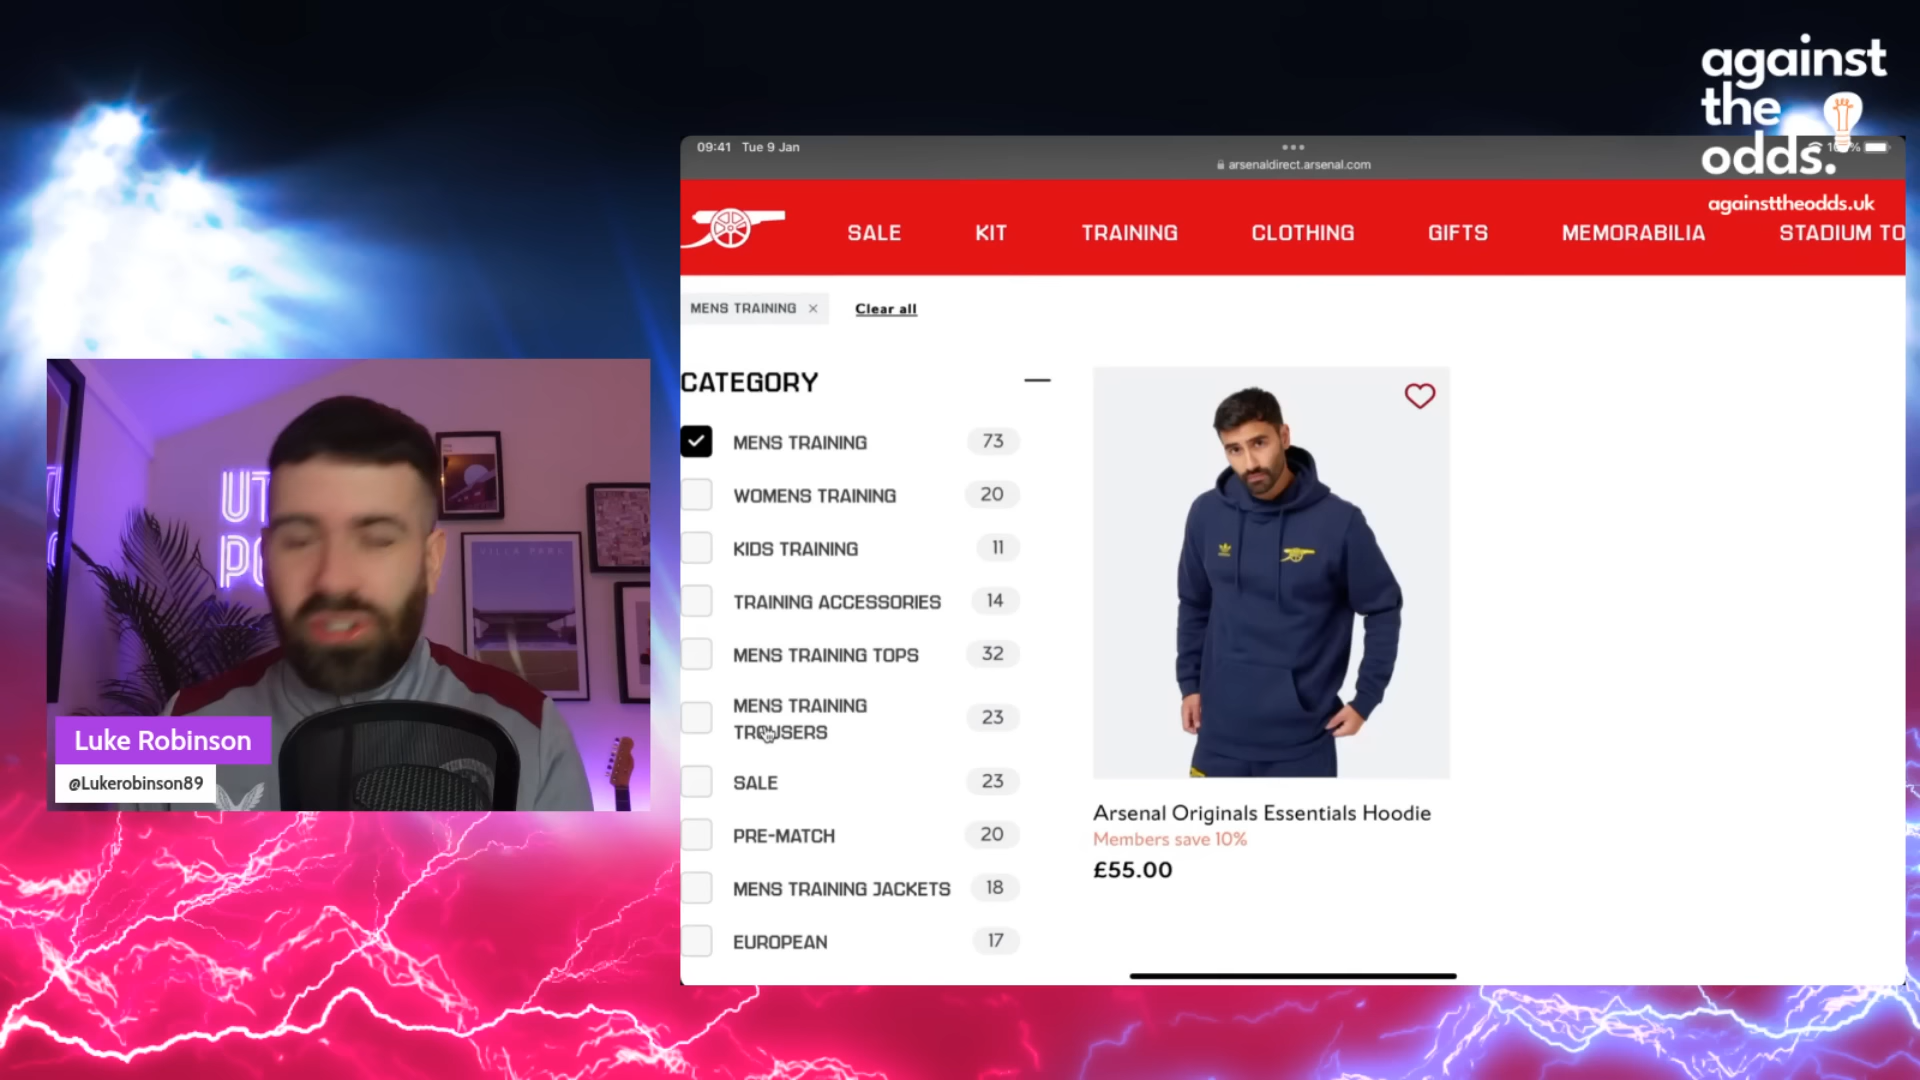 against
the
odds.
againsttheodds.uk
09:41 Tue 9 Jan
arsenaldirect.arsenal.com
SALE KIT TRAINING CLOTHING GIFTS MEMORABILIA STADIUM TO
MENS TRAINING × Clear all
CATEGORY
MENS TRAINING 73
WOMENS TRAINING 20
KIDS TRAINING 11
TRAINING ACCESSORIES 14
MENS TRAINING TOPS 32
MENS TRAINING
TROUSERS 23
SALE 23
PRE-MATCH 20
MENS TRAINING JACKETS 18
EUROPEAN 17
Arsenal Originals Essentials Hoodie
Members save 10%
£55.00
UT
VILLA PARK
Luke Robinson
@Lukerobinson89